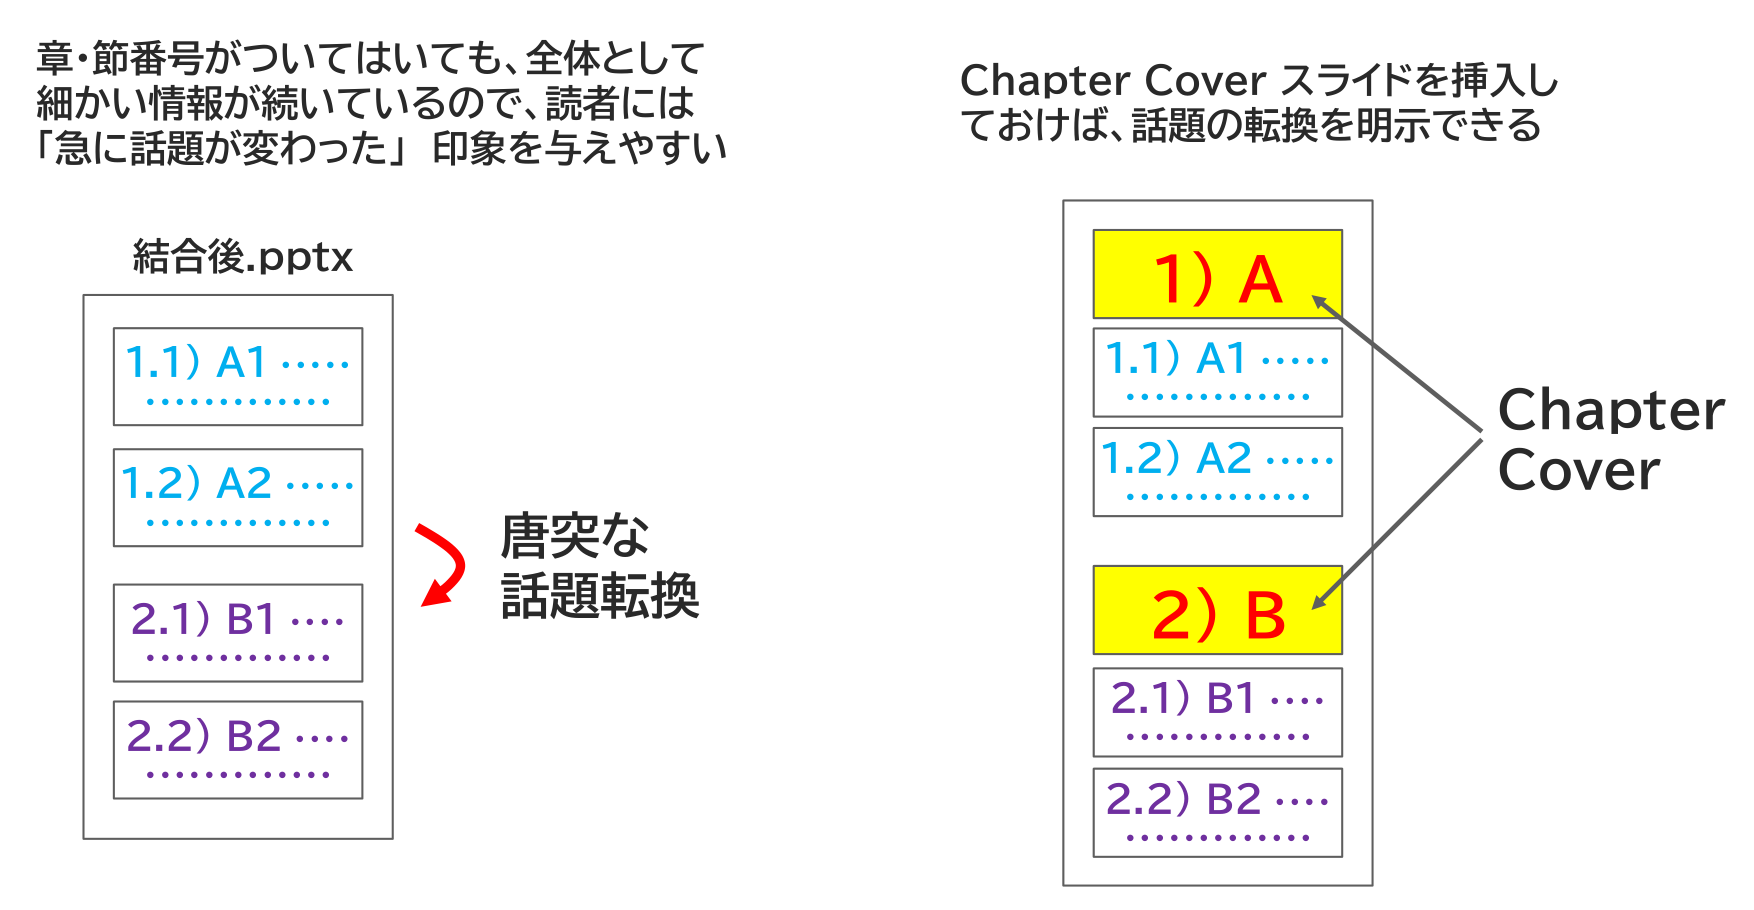 章・節番号がついてはいても、全体として
細かい情報が続いているので、読者には
「急に話題が変わった」 印象を与えやすい
結合後.pptx
1.1) A1 ‥‥‥
‥‥‥‥‥‥‥
1.2) A2 ‥‥‥
‥‥‥‥‥‥‥
2.1) B1 ‥‥
‥‥‥‥‥‥‥
2.2) B2 ‥‥
‥‥‥‥‥‥‥
唐突な
話題転換
Chapter Cover スライドを挿入し
ておけば、話題の転換を明示できる
1) A
1.1) A1 ‥‥‥
‥‥‥‥‥‥‥
1.2) A2 ‥‥‥
‥‥‥‥‥‥‥
2) B
2.1) B1 ‥‥
‥‥‥‥‥‥‥
2.2) B2 ‥‥
‥‥‥‥‥‥‥
Chapter
Cover